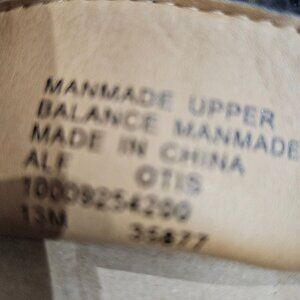 MANMADE UPPER
BALANCE MANMADE
MADE IN CHINA
ALF OTIS
10009254200
13M 35877